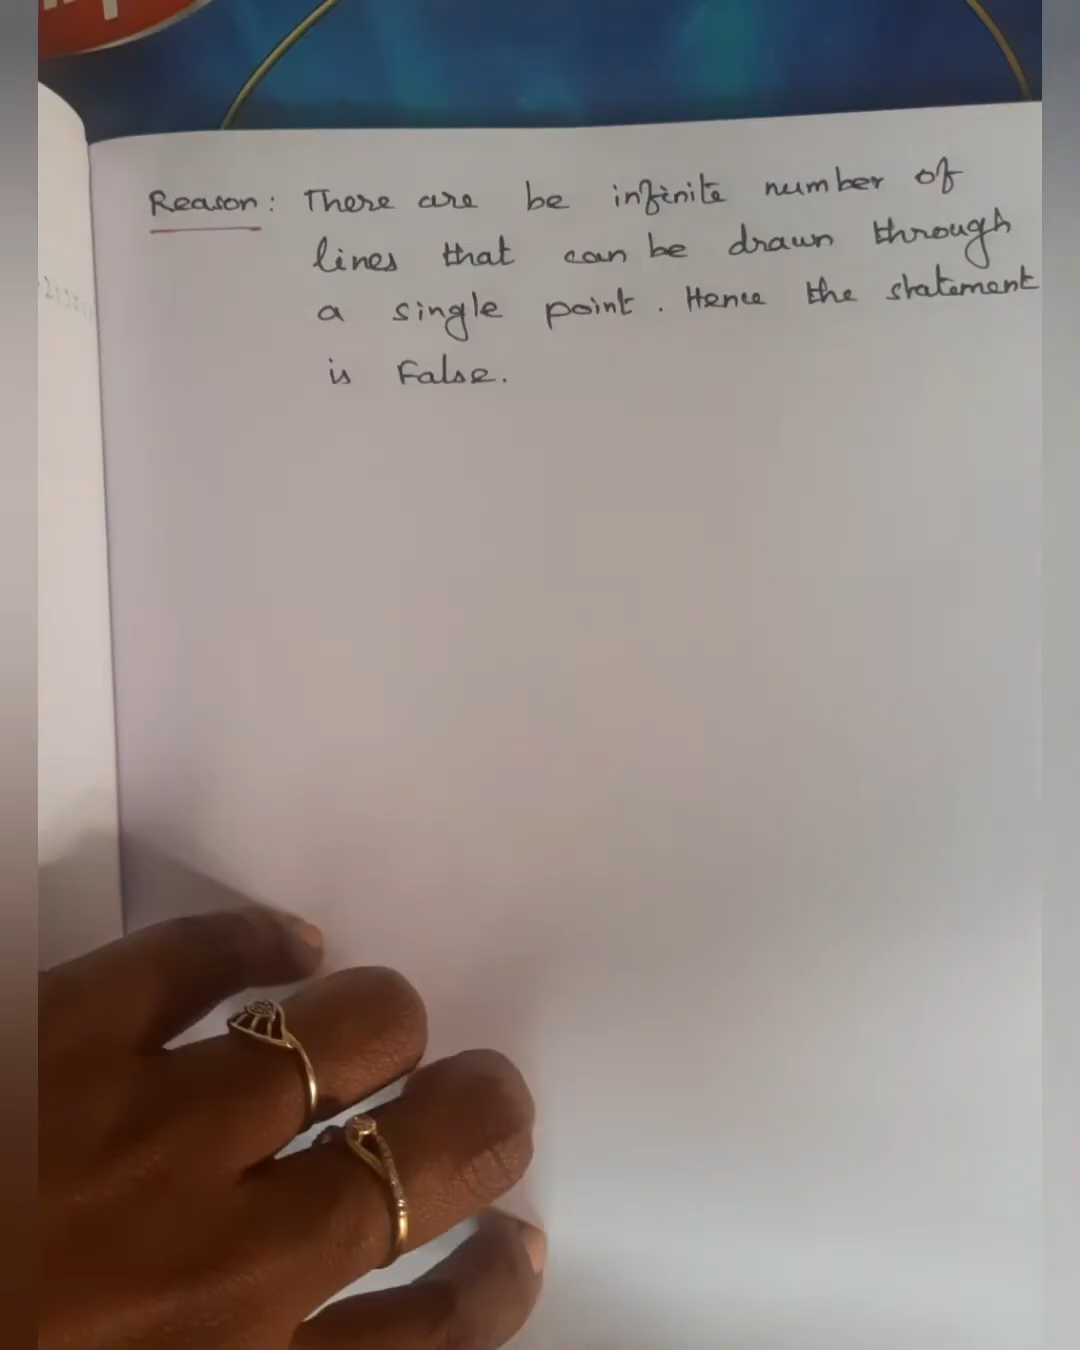 Reason: There are be infinite number of
lines that can be drawn through
a single point. Hence the statement
is False.